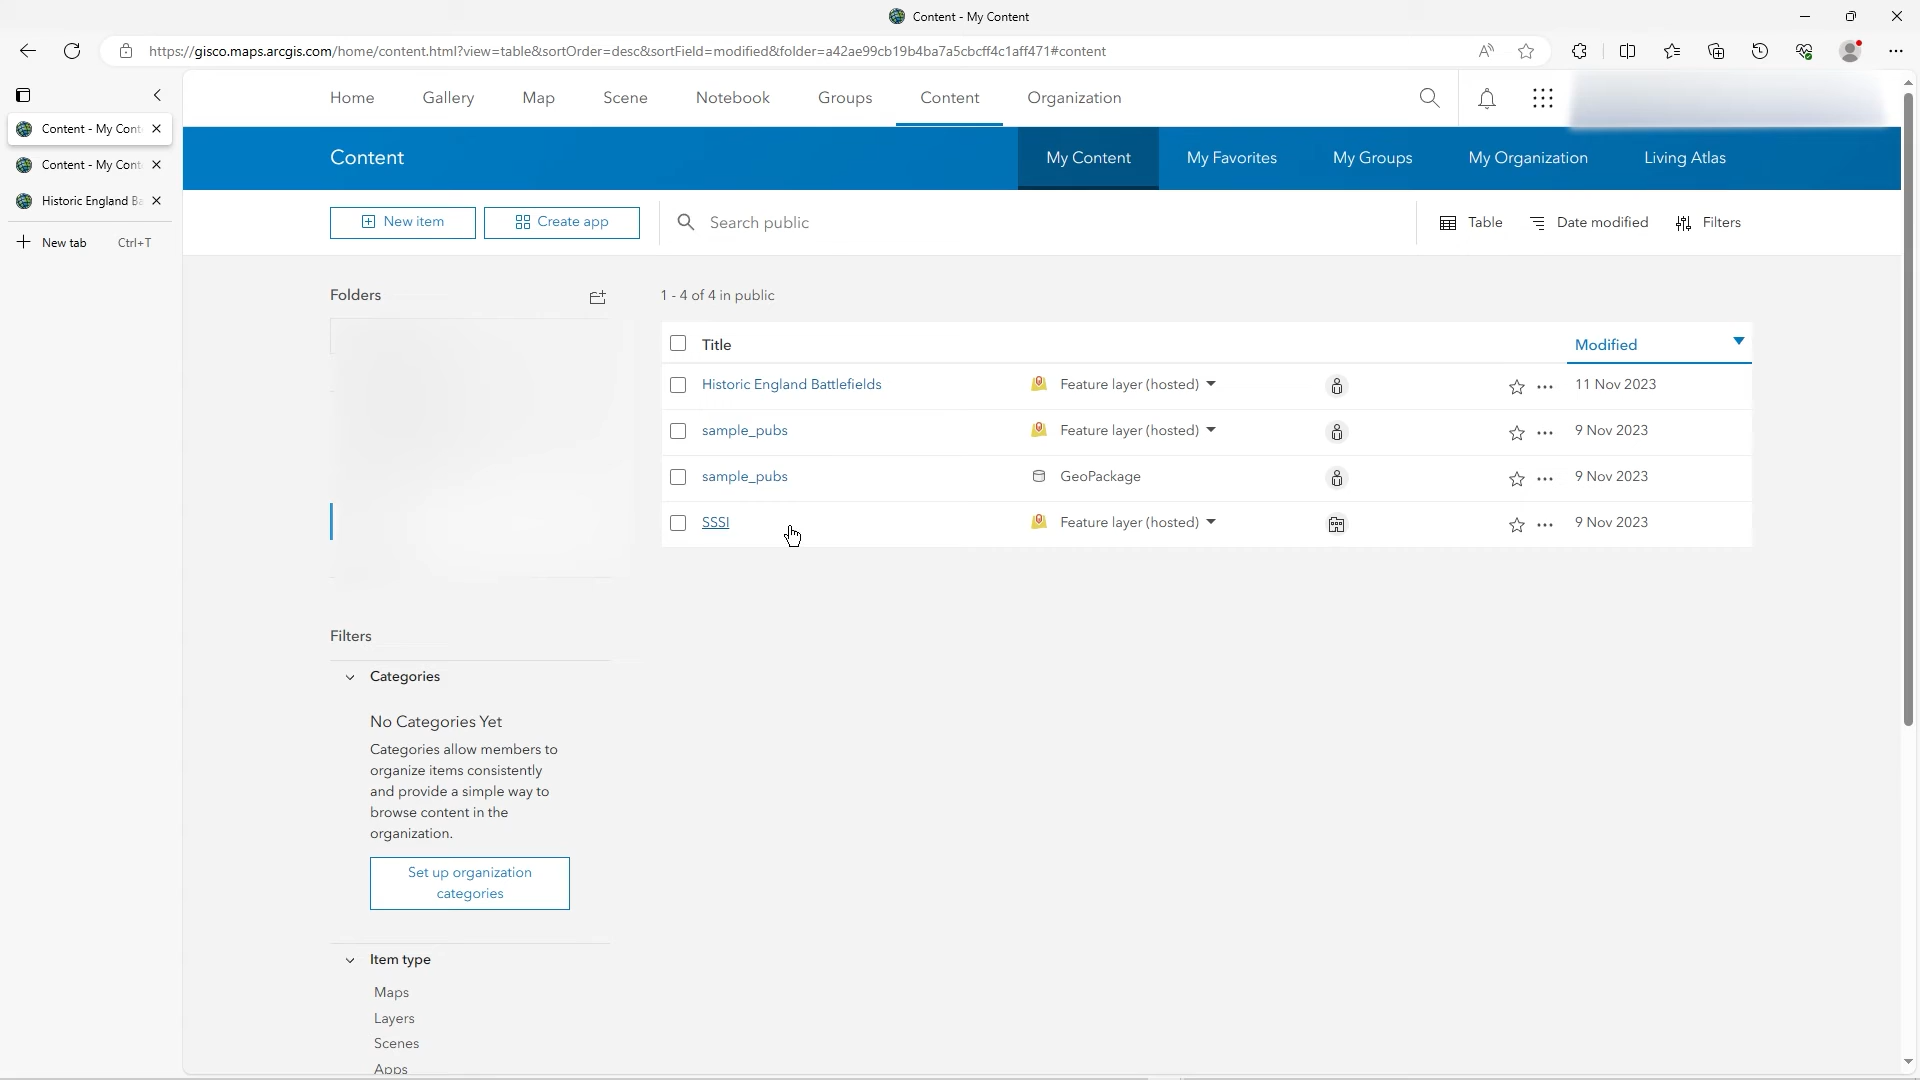 Content - My Content
https://gisco.maps.arcgis.com/home/content.html?view=table&sortOrder=desc&sortField=modified&folder=a42ae99cb19b4ba7a5cbcff4c1aff471#content
Content - My Cont
Content - My Cont
Historic England Ba
New tab Ctrl+T
Home Gallery Map Scene Notebook Groups Content Organization
Content My Content My Favorites My Groups My Organization Living Atlas
New item Create app Search public Table Date modified Filters
Folders
1 - 4 of 4 in public
Title Modified
Historic England Battlefields Feature layer (hosted) 11 Nov 2023
sample_pubs Feature layer (hosted) 9 Nov 2023
sample_pubs GeoPackage 9 Nov 2023
SSSI Feature layer (hosted) 9 Nov 2023
Filters
Categories
No Categories Yet
Categories allow members to
organize items consistently
and provide a simple way to
browse content in the
organization.
Set up organization
categories
Item type
Maps
Layers
Scenes
Apps